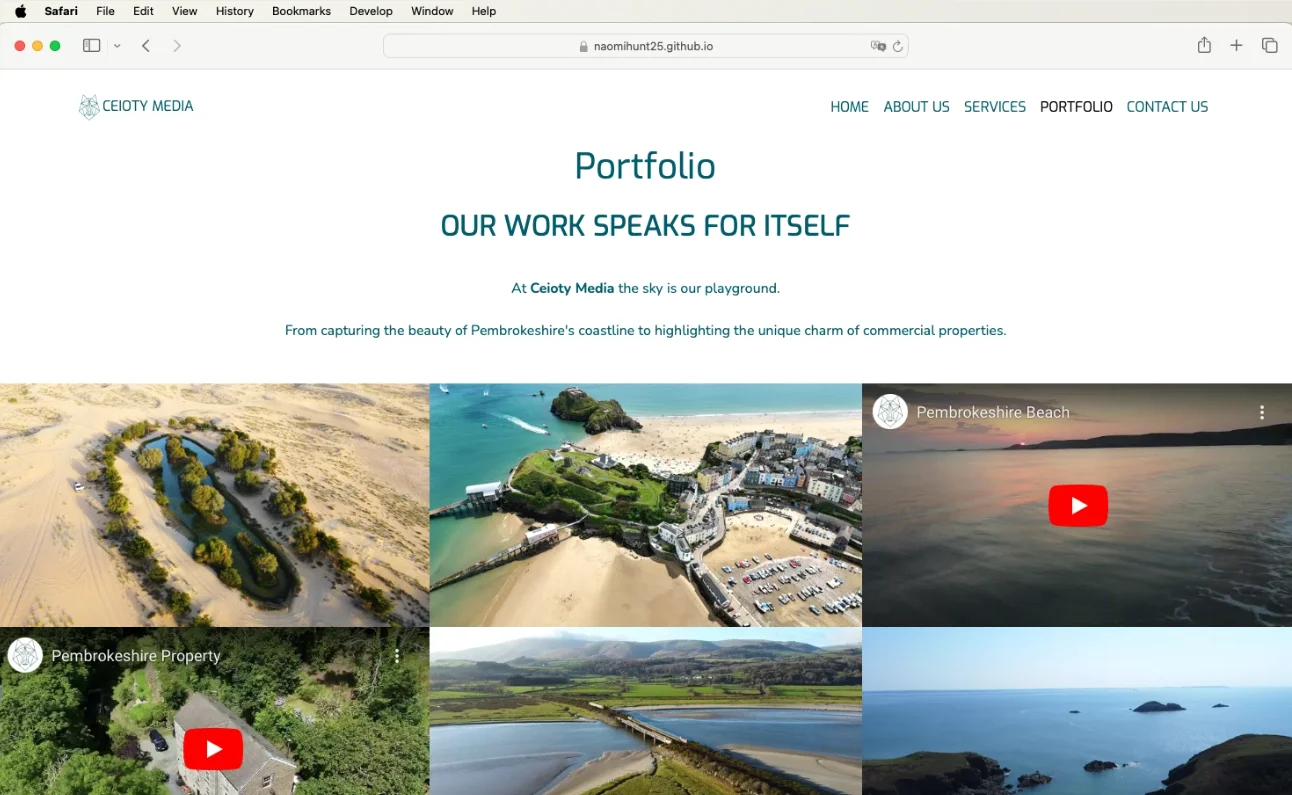 Safari File Edit View History Bookmarks Develop Window Help
naomihunt25.github.io
CEIOTY MEDIA
HOME ABOUT US SERVICES PORTFOLIO CONTACT US
Portfolio
OUR WORK SPEAKS FOR ITSELF
At Ceioty Media the sky is our playground.
From capturing the beauty of Pembrokeshire's coastline to highlighting the unique charm of commercial properties.
Pembrokeshire Beach
Pembrokeshire Property